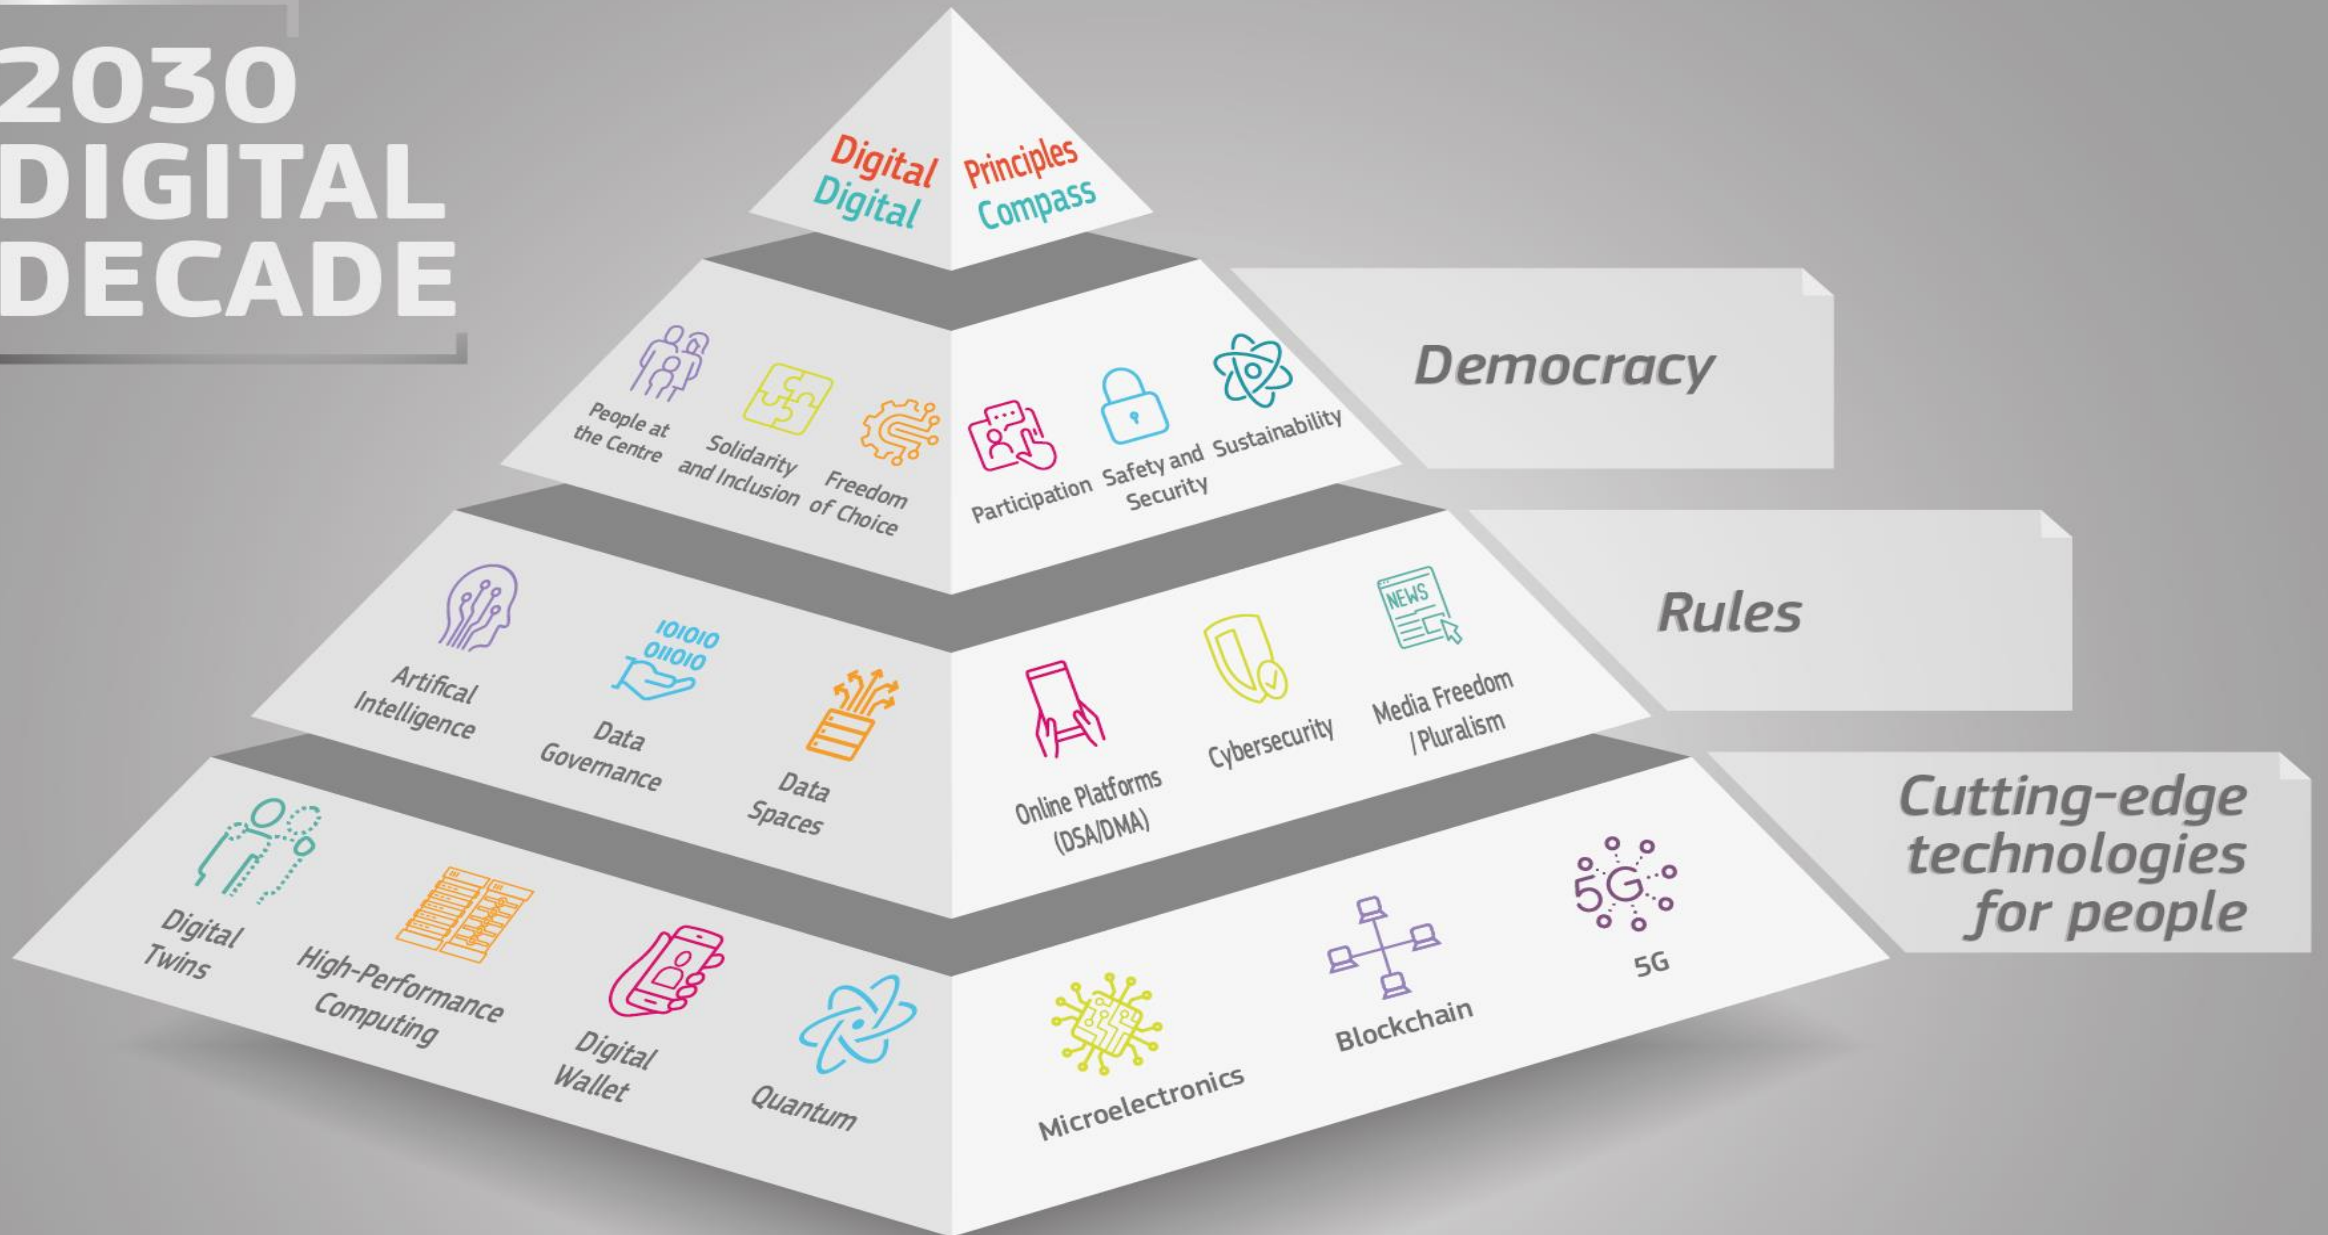 2030
DIGITAL
DECADE
Digital Principles
Digital Compass
People at
the Centre
Solidarity
and Inclusion
Freedom
of Choice
Participation
Safety and
Security
Sustainability
Democracy
Artifical
Intelligence
101010
011010
Data
Governance
Data
Spaces
Online Platforms
(DSA/DMA)
Cybersecurity
NEWS
Media Freedom
/Pluralism
Rules
Digital
Twins
High-Performance
Computing
Digital
Wallet
Quantum
Microelectronics
Blockchain
5G
5G
Cutting-edge
technologies
for people